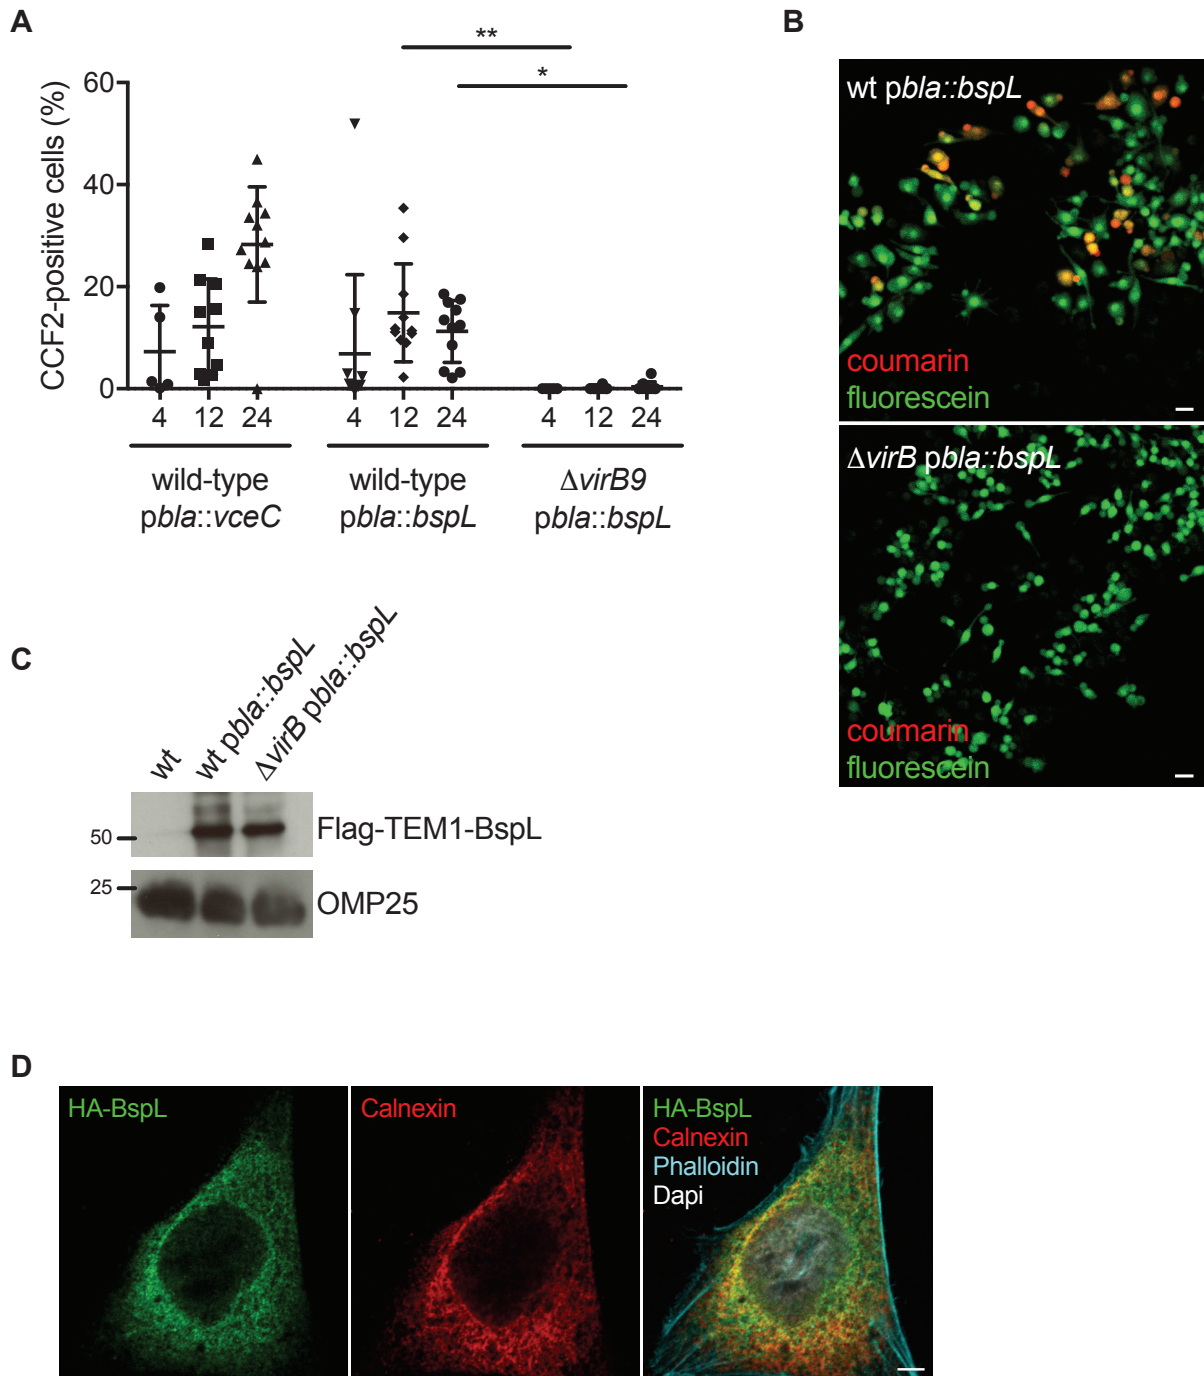 A
**
*
CCF2-positive cells (%)
60
40
20
0
4 12 24 4 12 24 4 12 24
wild-type
pbla::vceC
wild-type
pbla::bspL
ΔvirB9
pbla::bspL
B
wt pbla::bspL
coumarin
fluorescein
ΔvirB pbla::bspL
coumarin
fluorescein
C
wt
wt pbla::bspL
ΔvirB pbla::bspL
50
Flag-TEM1-BspL
25
OMP25
D
HA-BspL
Calnexin
HA-BspL
Calnexin
Phalloidin
Dapi